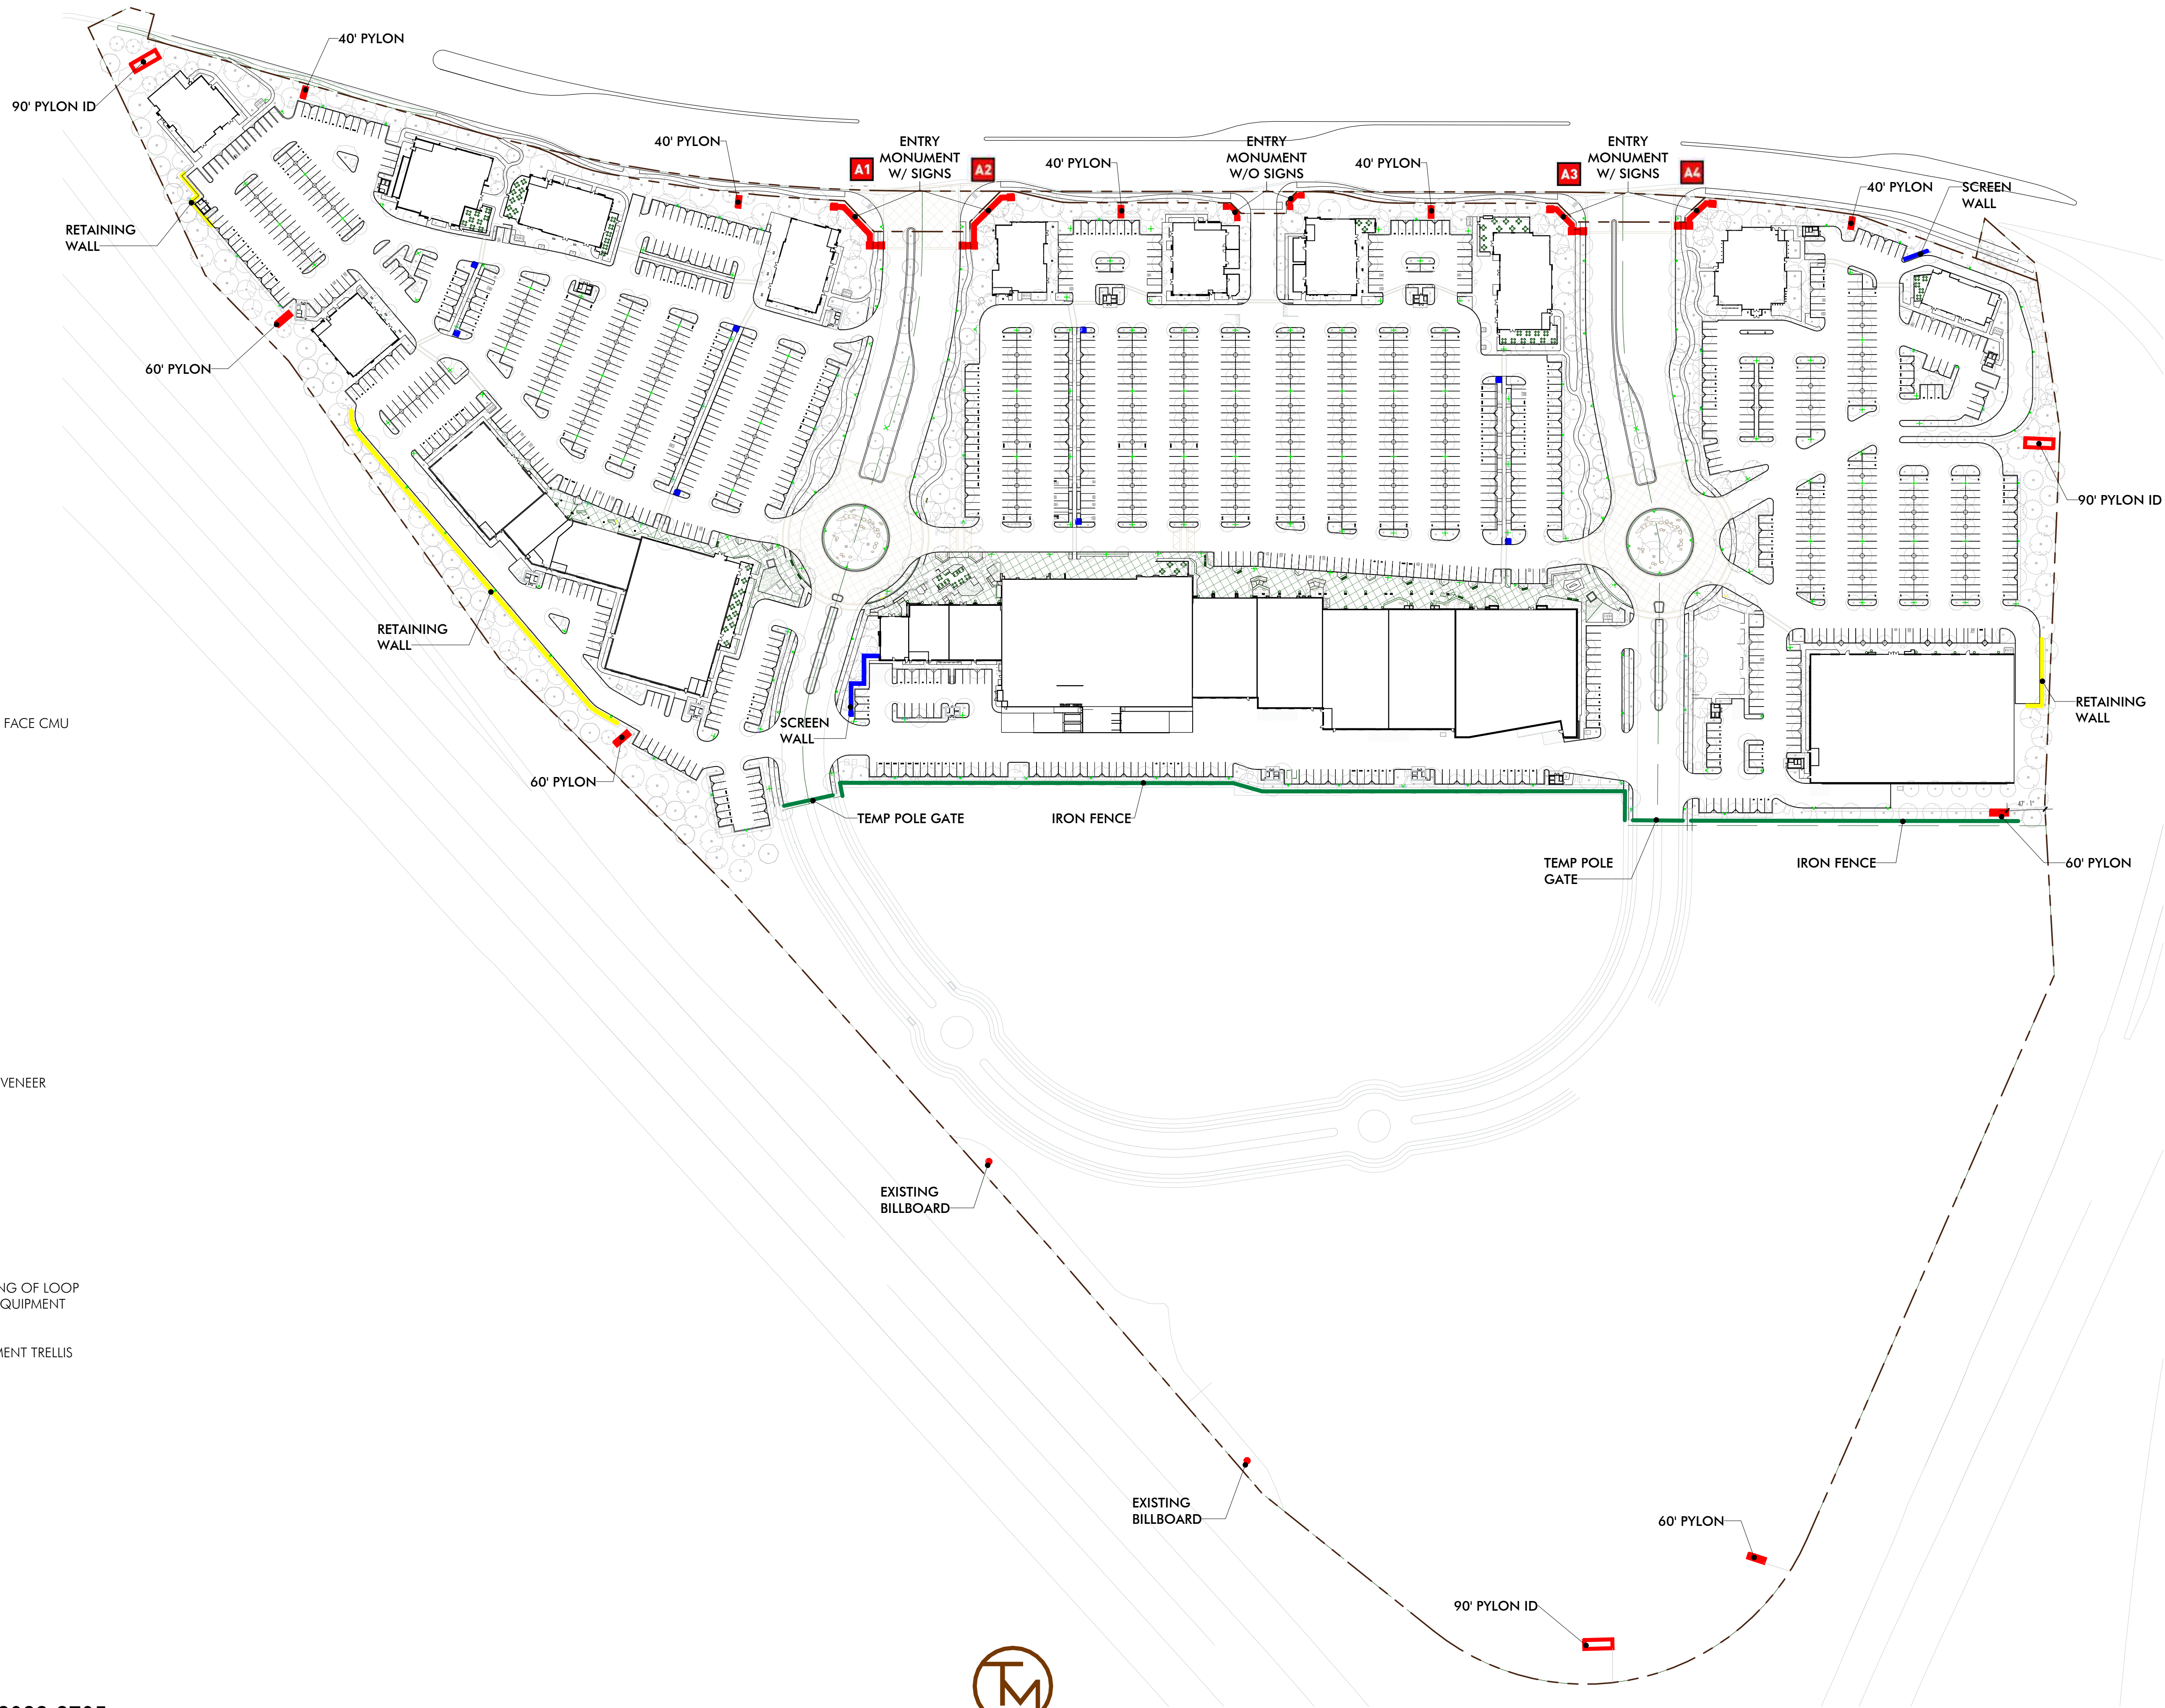 40' PYLON
90' PYLON ID
40' PYLON
A1
ENTRY
MONUMENT
W/ SIGNS
A2
40' PYLON
ENTRY
MONUMENT
W/O SIGNS
40' PYLON
A3
ENTRY
MONUMENT
W/ SIGNS
A4
40' PYLON
SCREEN
WALL
RETAINING
WALL
60' PYLON
90' PYLON ID
RETAINING
WALL
SCREEN
WALL
RETAINING
WALL
FACE CMU
60' PYLON
TEMP POLE GATE
IRON FENCE
47' - 1"
TEMP POLE
GATE
IRON FENCE
60' PYLON
VENEER
EXISTING
BILLBOARD
NG OF LOOP
QUIPMENT
MENT TRELLIS
EXISTING
BILLBOARD
60' PYLON
90' PYLON ID
TM